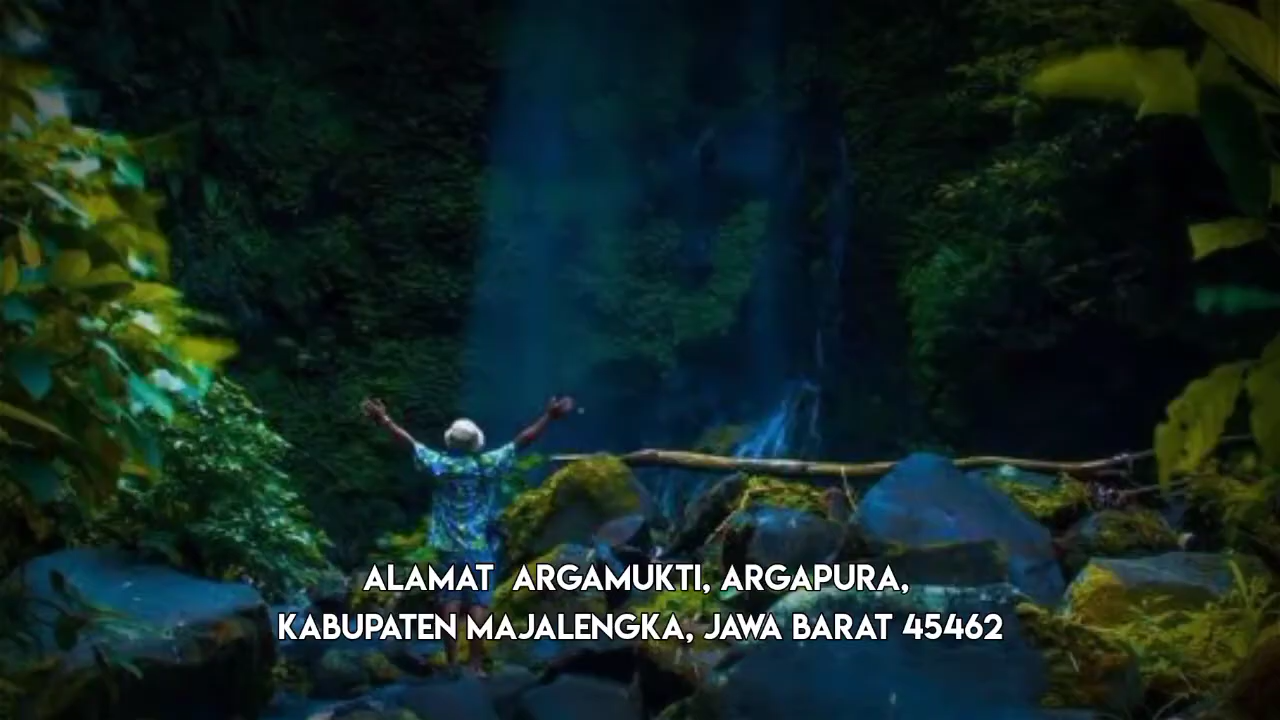 ALAMAT ARGAMUKTI, ARGAPURA,
KABUPATEN MAJALENGKA, JAWA BARAT 45462